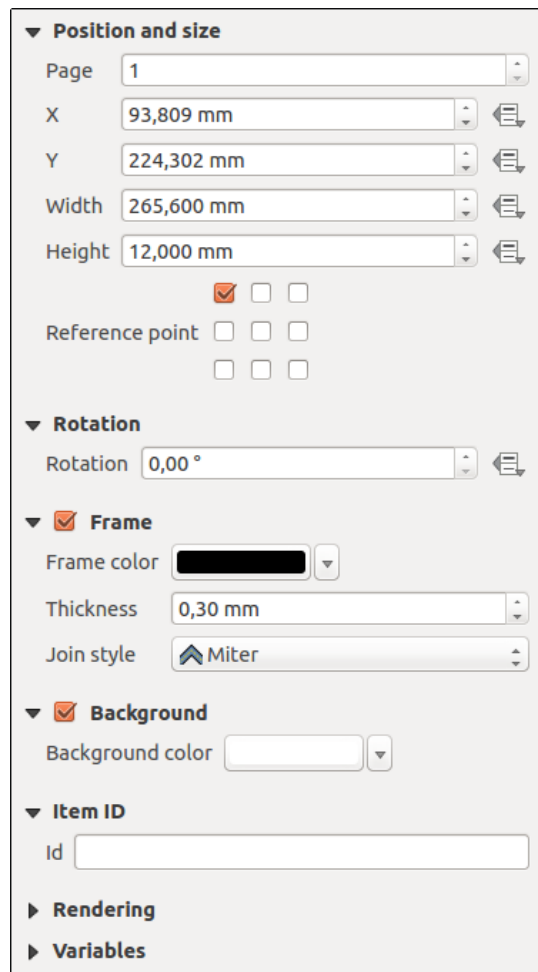 Position and size
Page 1
X 93,809 mm
Y 224,302 mm
Width 265,600 mm
Height 12,000 mm
Reference point
Rotation
Rotation 0,00 °
Frame
Frame color
Thickness 0,30 mm
Join style Miter
Background
Background color
Item ID
Id
Rendering
Variables